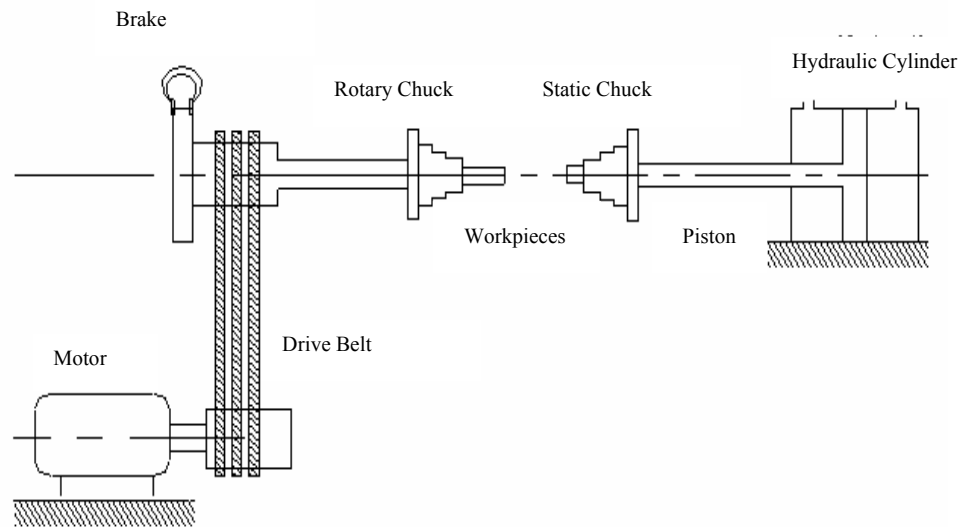 Brake
Hydraulic Cylinder
Rotary Chuck
Static Chuck
Workpieces
Piston
Drive Belt
Motor